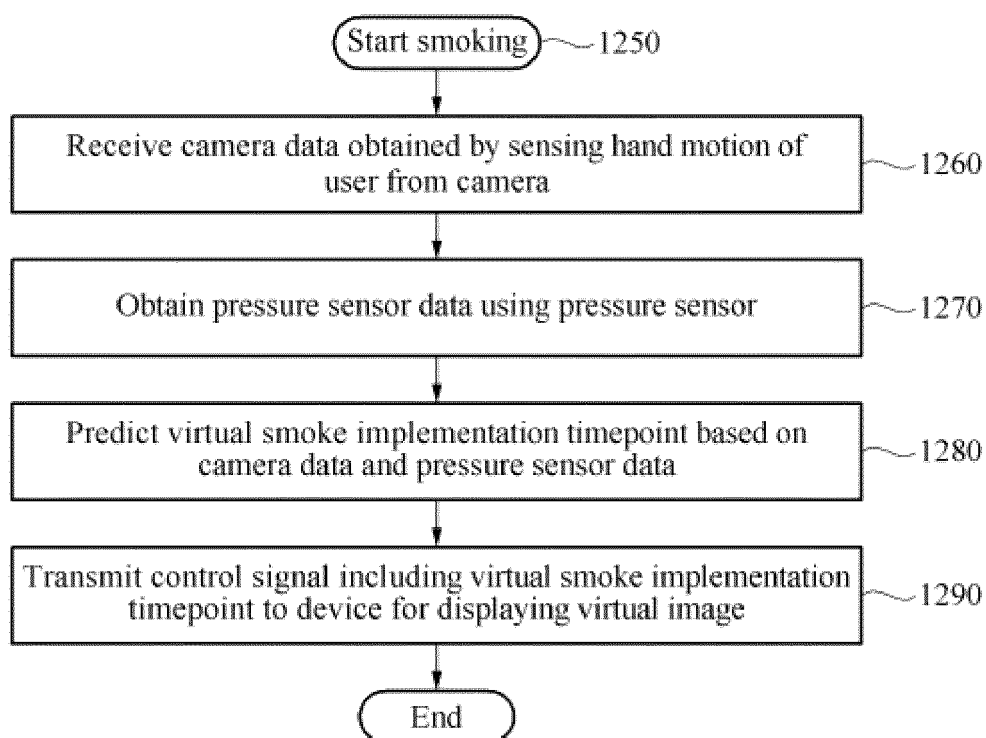 Start smoking
1250
Receive camera data obtained by sensing hand motion of
user from camera
1260
Obtain pressure sensor data using pressure sensor
1270
Predict virtual smoke implementation timepoint based on
camera data and pressure sensor data
1280
Transmit control signal including virtual smoke implementation
timepoint to device for displaying virtual image
1290
End